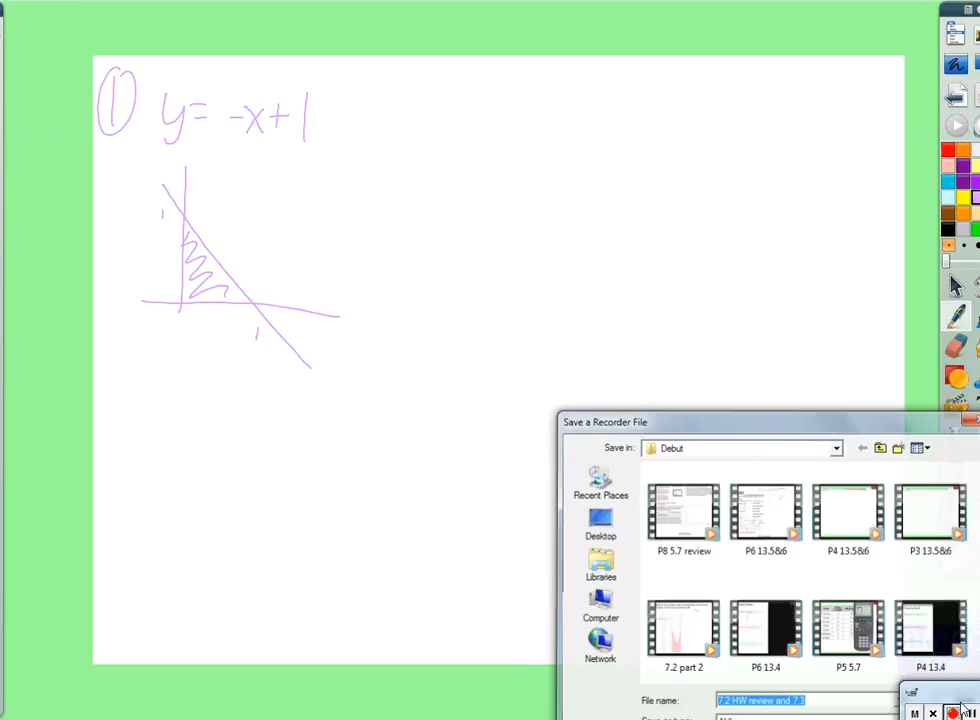 ① y = -x+1
1
1
Save a Recorder File
Save in: Debut
Recent Places
Desktop
Libraries
Computer
Network
P8 5.7 review P6 13.5&6 P4 13.5&6 P3 13.5&6
7.2 part 2 P6 13.4 P5 5.7 P4 13.4
File name: 7.2 HW review and 7.3
M